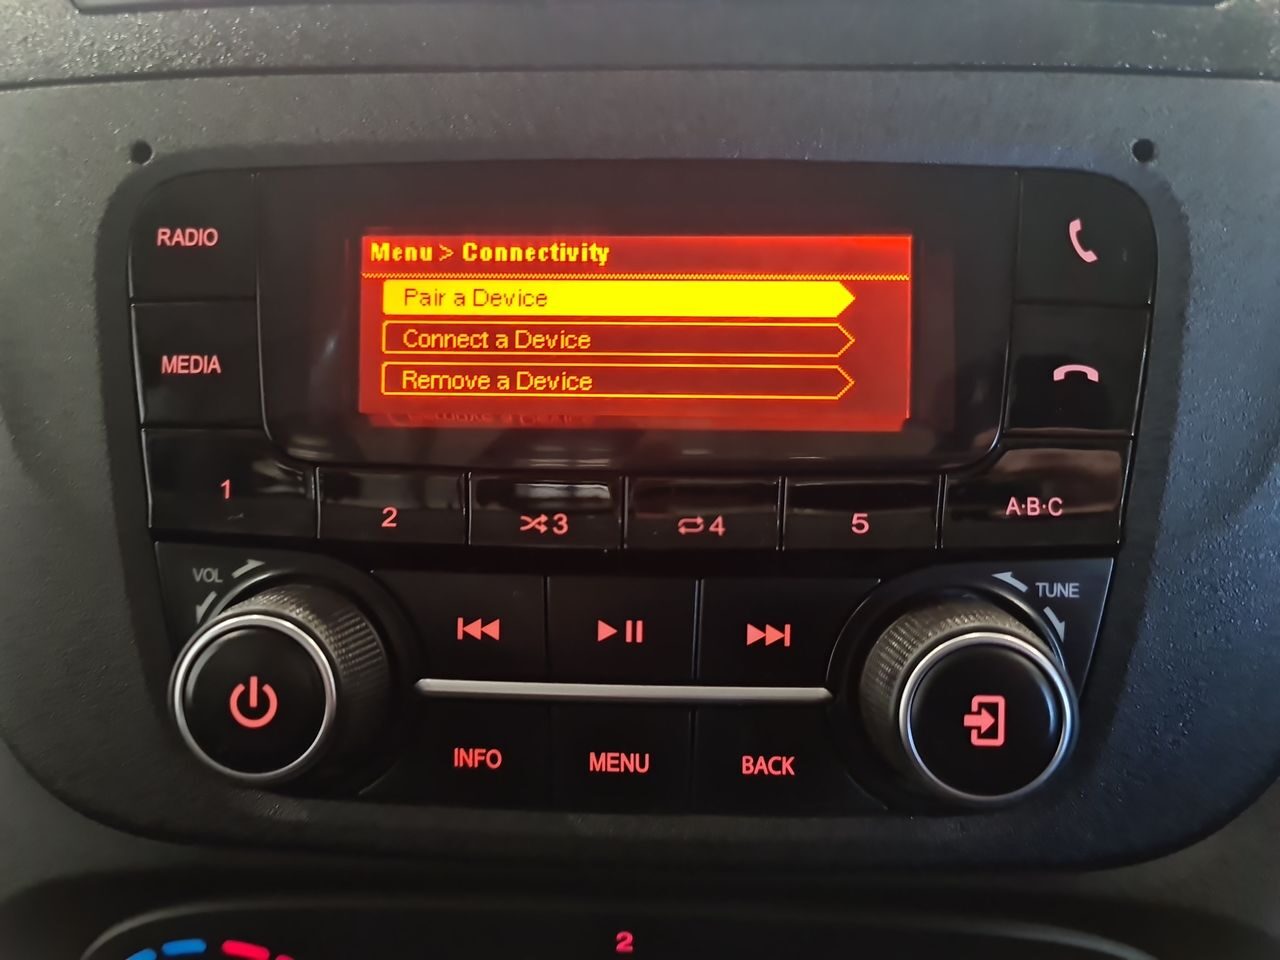 RADIO
MEDIA
Menu > Connectivity
Pair a Device
Connect a Device
Remove a Device
1
2
3
4
5
A·B·C
VOL
TUNE
INFO
MENU
BACK
2